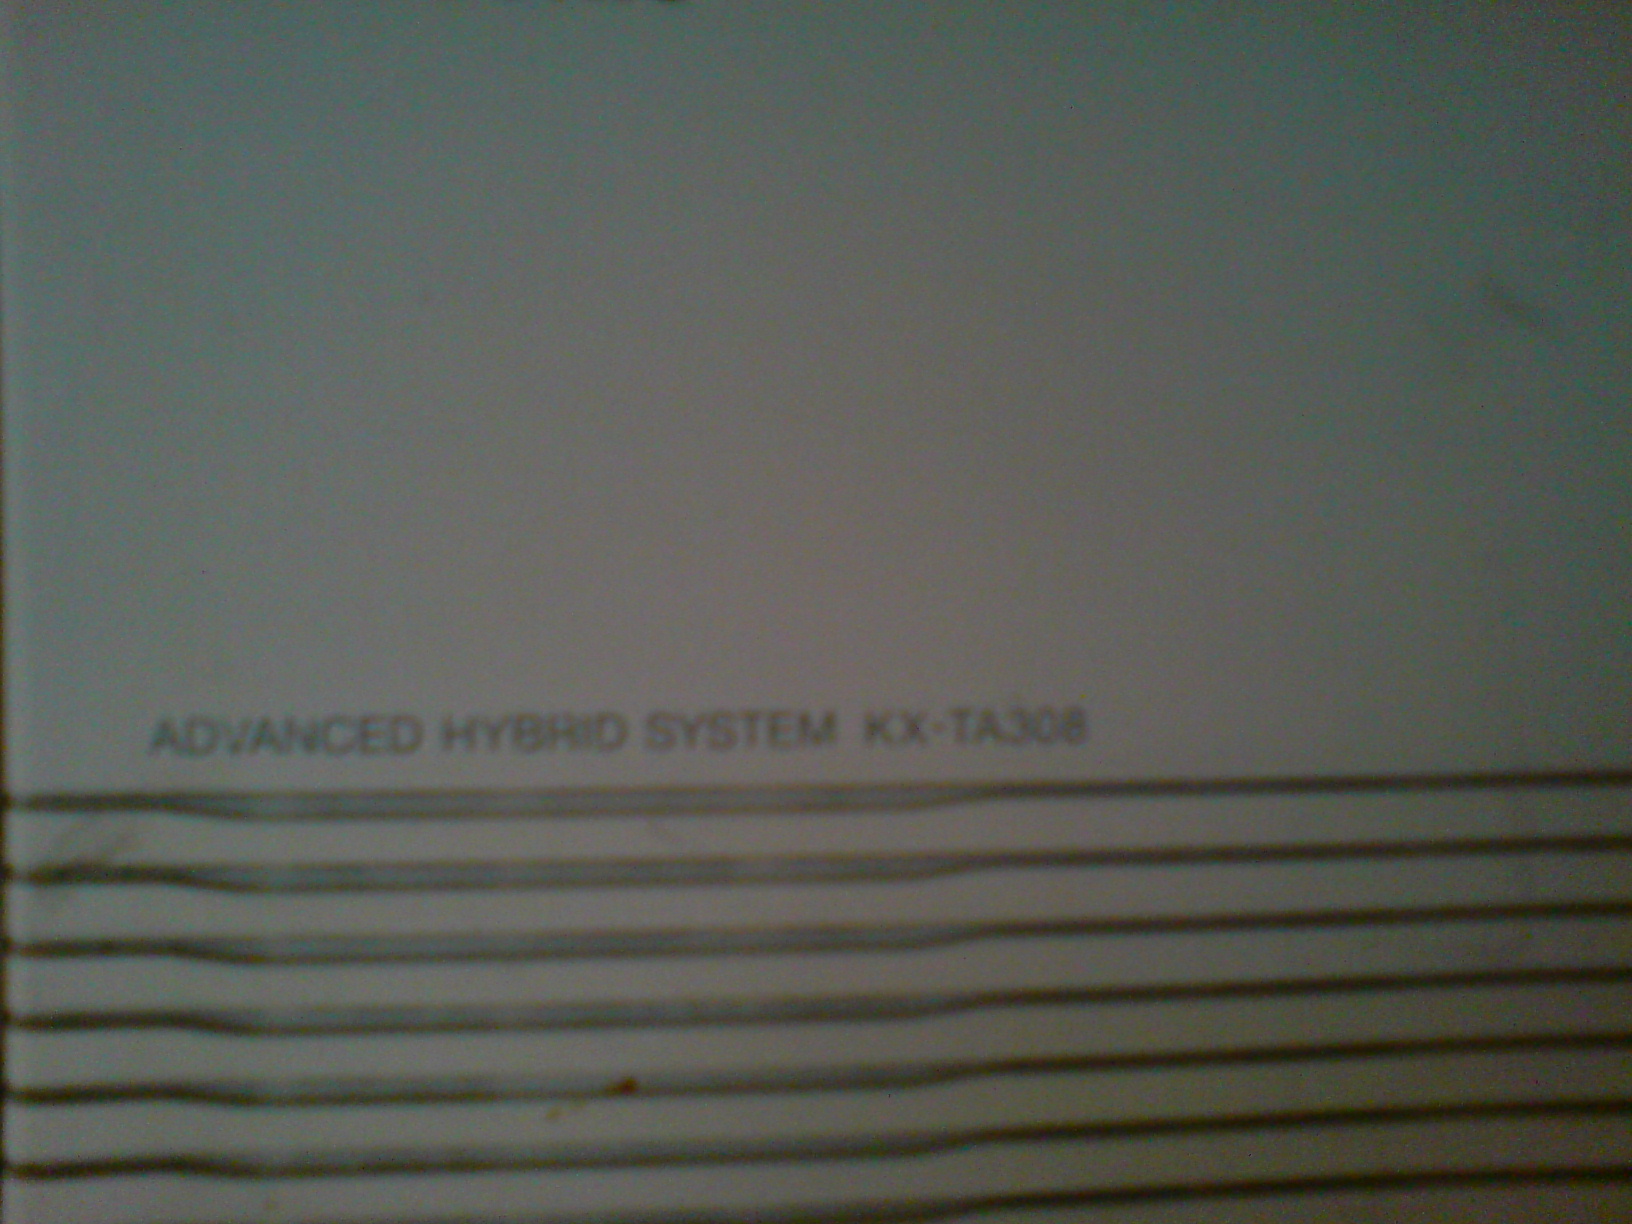 ADVANCED HYBRID SYSTEM KX-TA308